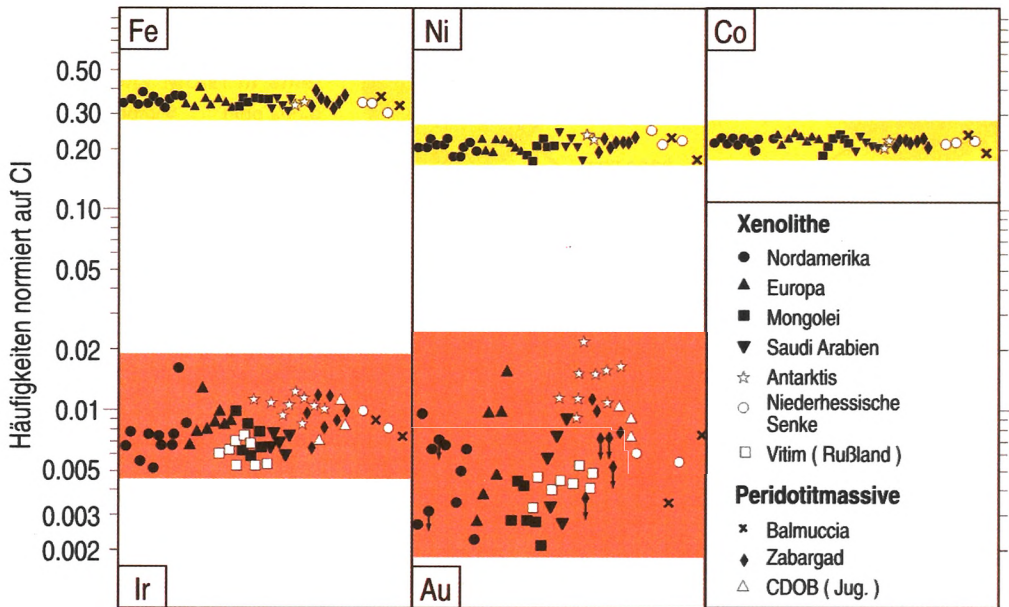 Fe
Ni
Co
0.50
0.30
0.20
0.10
0.05
0.02
0.01
0.005
0.003
0.002
Häufigkeiten normiert auf CI
Ir
Au
Xenolithe
Nordamerika
Europa
Mongolei
Saudi Arabien
Antarktis
Niederhessische
Senke
Vitim ( Rußland )
Peridotitmassive
Balmuccia
Zabargad
CDOB ( Jug. )